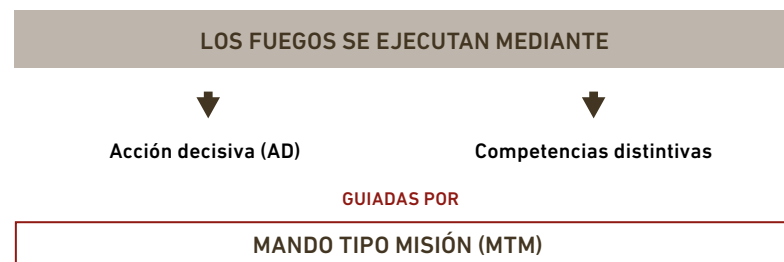 LOS FUEGOS SE EJECUTAN MEDIANTE
Acción decisiva (AD)
Competencias distintivas
GUIADAS POR
MANDO TIPO MISIÓN (MTM)